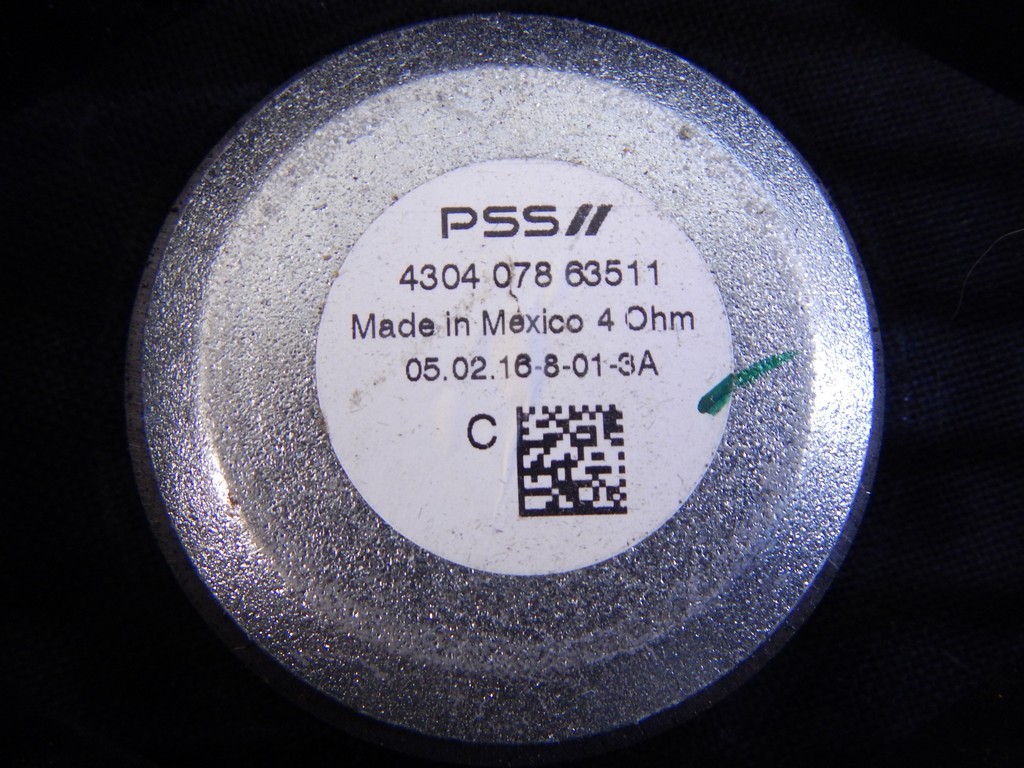 PSS//
4304 078 63511
Made in Mexico 4 Ohm
05.02.16-8-01-3A
C